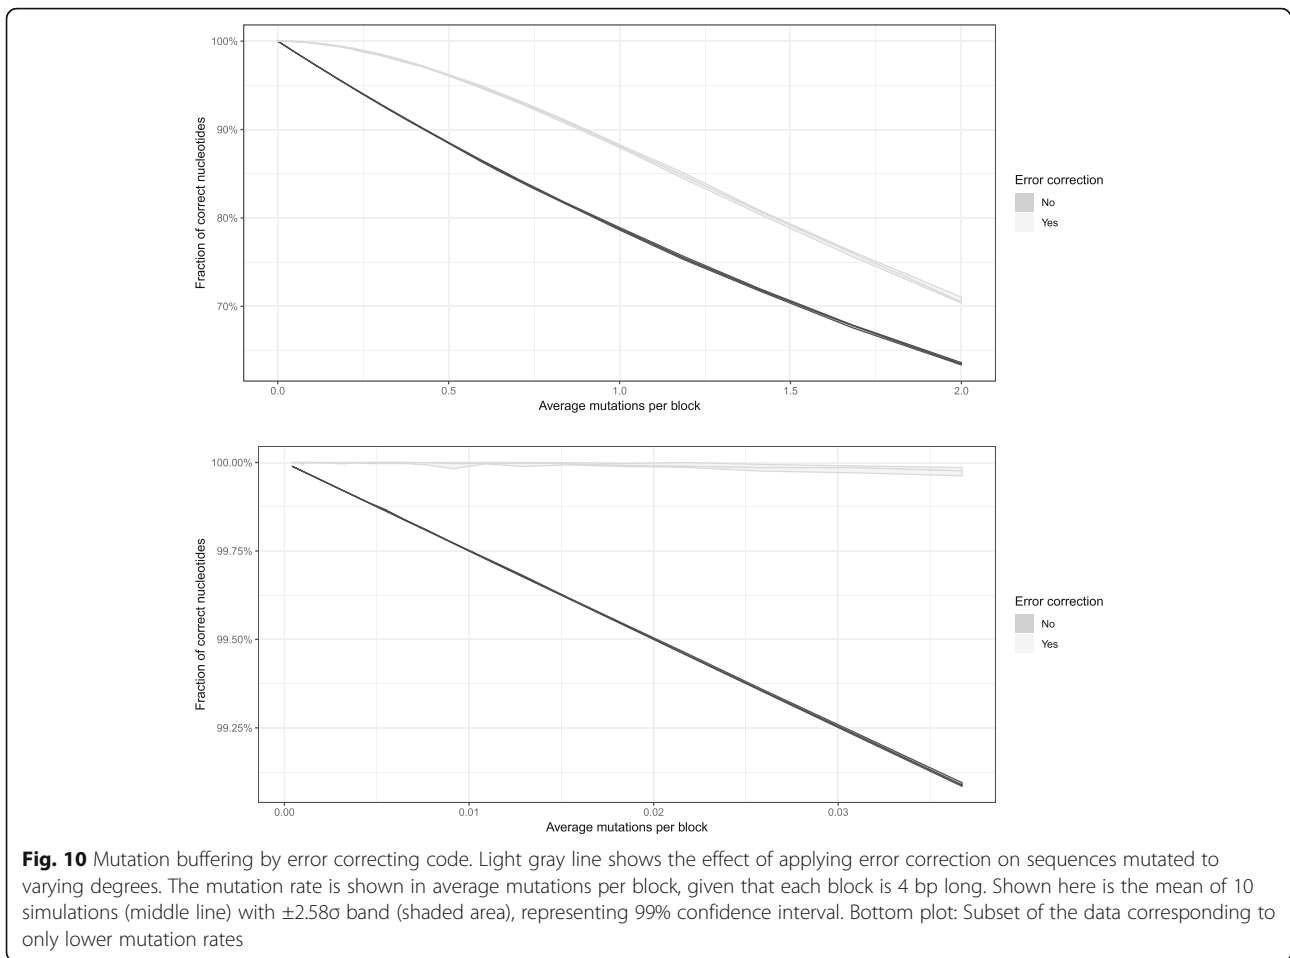 100%
90%
80%
70%
Fraction of correct nucleotides
0.0 0.5 1.0 1.5 2.0
Average mutations per block
Error correction
No
Yes
100.00%
99.75%
99.50%
99.25%
Fraction of correct nucleotides
0.00 0.01 0.02 0.03
Average mutations per block
Error correction
No
Yes
Fig. 10 Mutation buffering by error correcting code. Light gray line shows the effect of applying error correction on sequences mutated to
varying degrees. The mutation rate is shown in average mutations per block, given that each block is 4 bp long. Shown here is the mean of 10
simulations (middle line) with ±2.58σ band (shaded area), representing 99% confidence interval. Bottom plot: Subset of the data corresponding to
only lower mutation rates